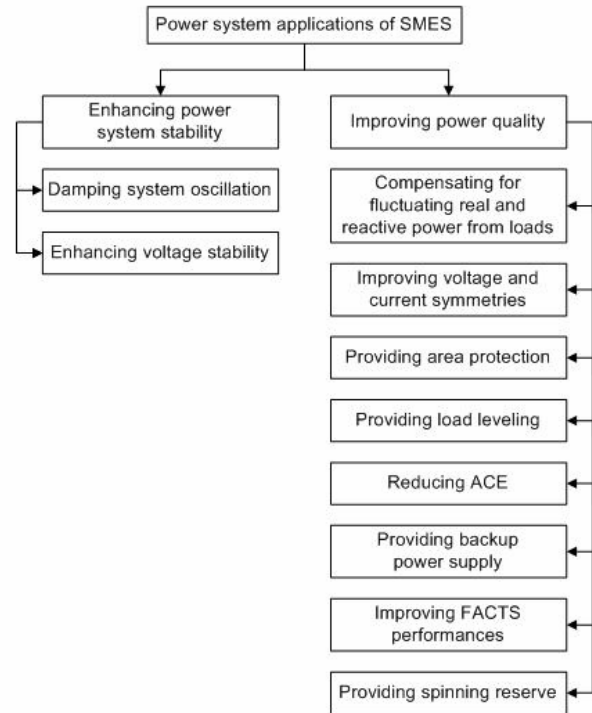 Power system applications of SMES
Enhancing power
system stability
Damping system oscillation
Enhancing voltage stability
Improving power quality
Compensating for
fluctuating real and
reactive power from loads
Improving voltage and
current symmetries
Providing area protection
Providing load leveling
Reducing ACE
Providing backup
power supply
Improving FACTS
performances
Providing spinning reserve